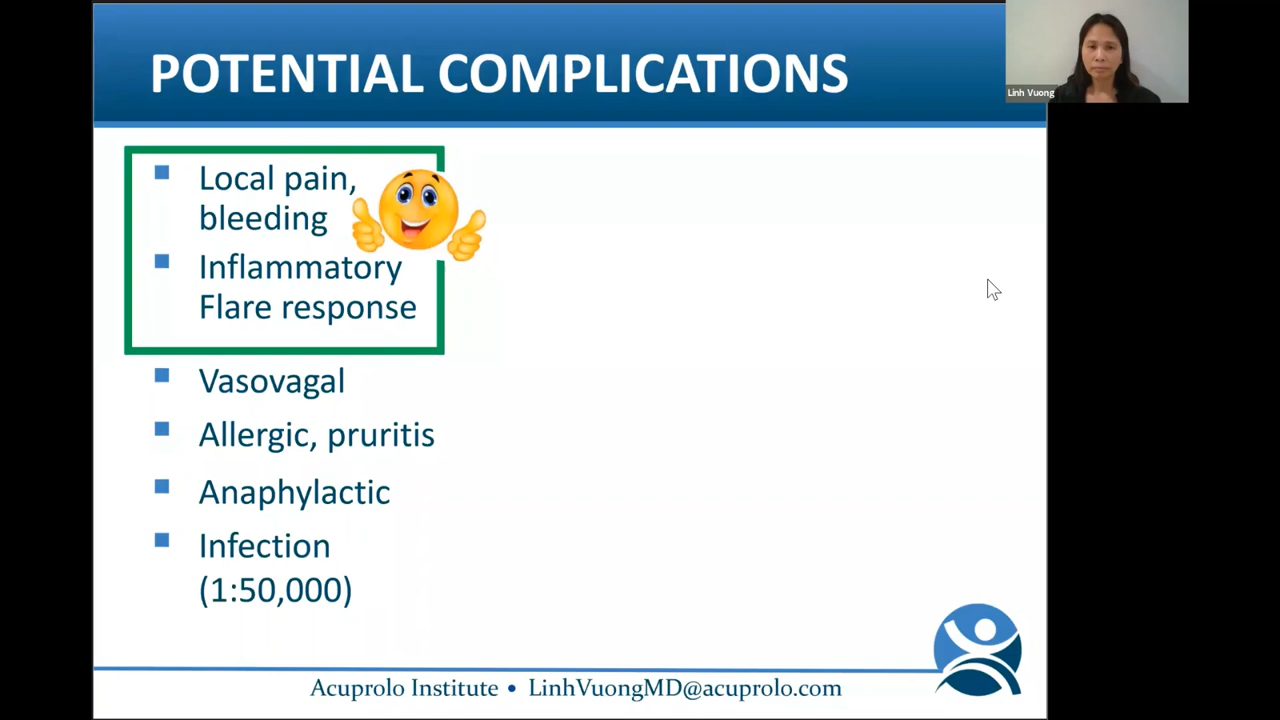 POTENTIAL COMPLICATIONS
Linh Vuong
Local pain,
bleeding
Inflammatory
Flare response
Vasovagal
Allergic, pruritis
Anaphylactic
Infection
(1:50,000)
Acuprolo Institute • LinhVuongMD@acuprolo.com